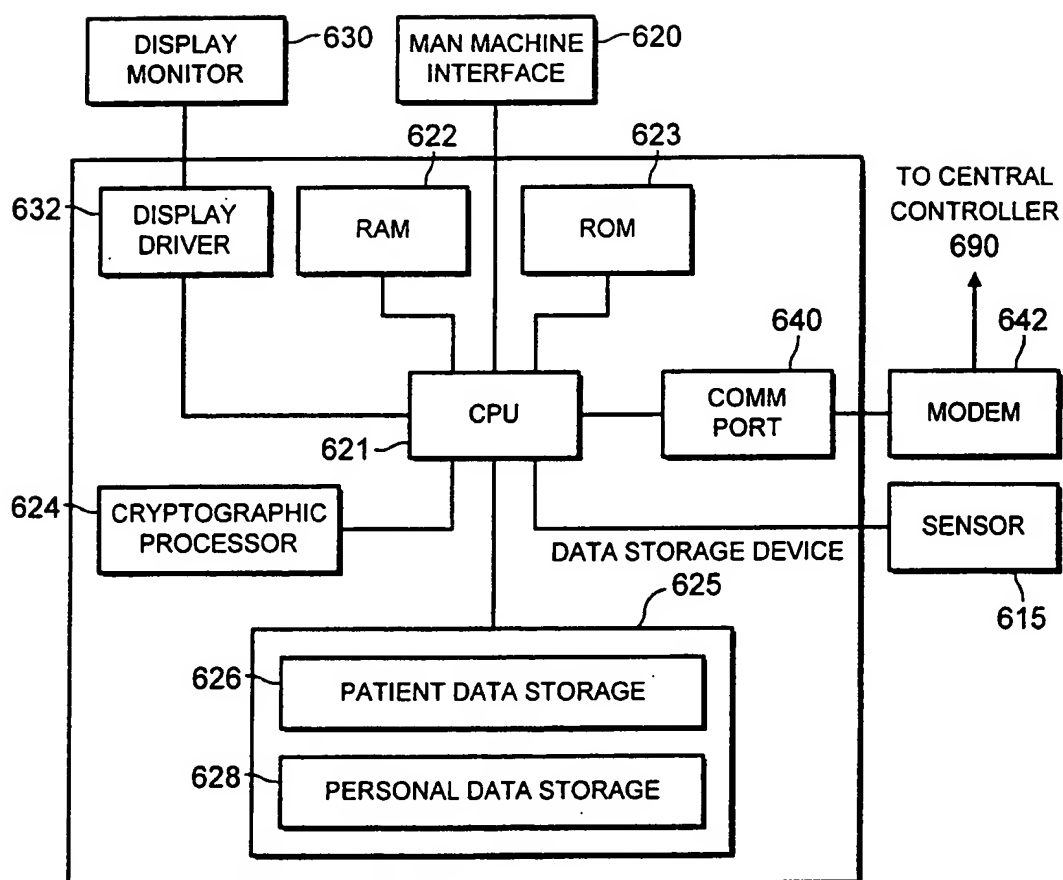 DISPLAY
MONITOR
630
MAN MACHINE
INTERFACE
620
622
623
TO CENTRAL
CONTROLLER
690
632
DISPLAY
DRIVER
RAM
ROM
640
642
CPU
621
COMM
PORT
MODEM
624
CRYPTOGRAPHIC
PROCESSOR
SENSOR
615
DATA STORAGE DEVICE
625
626
PATIENT DATA STORAGE
628
PERSONAL DATA STORAGE